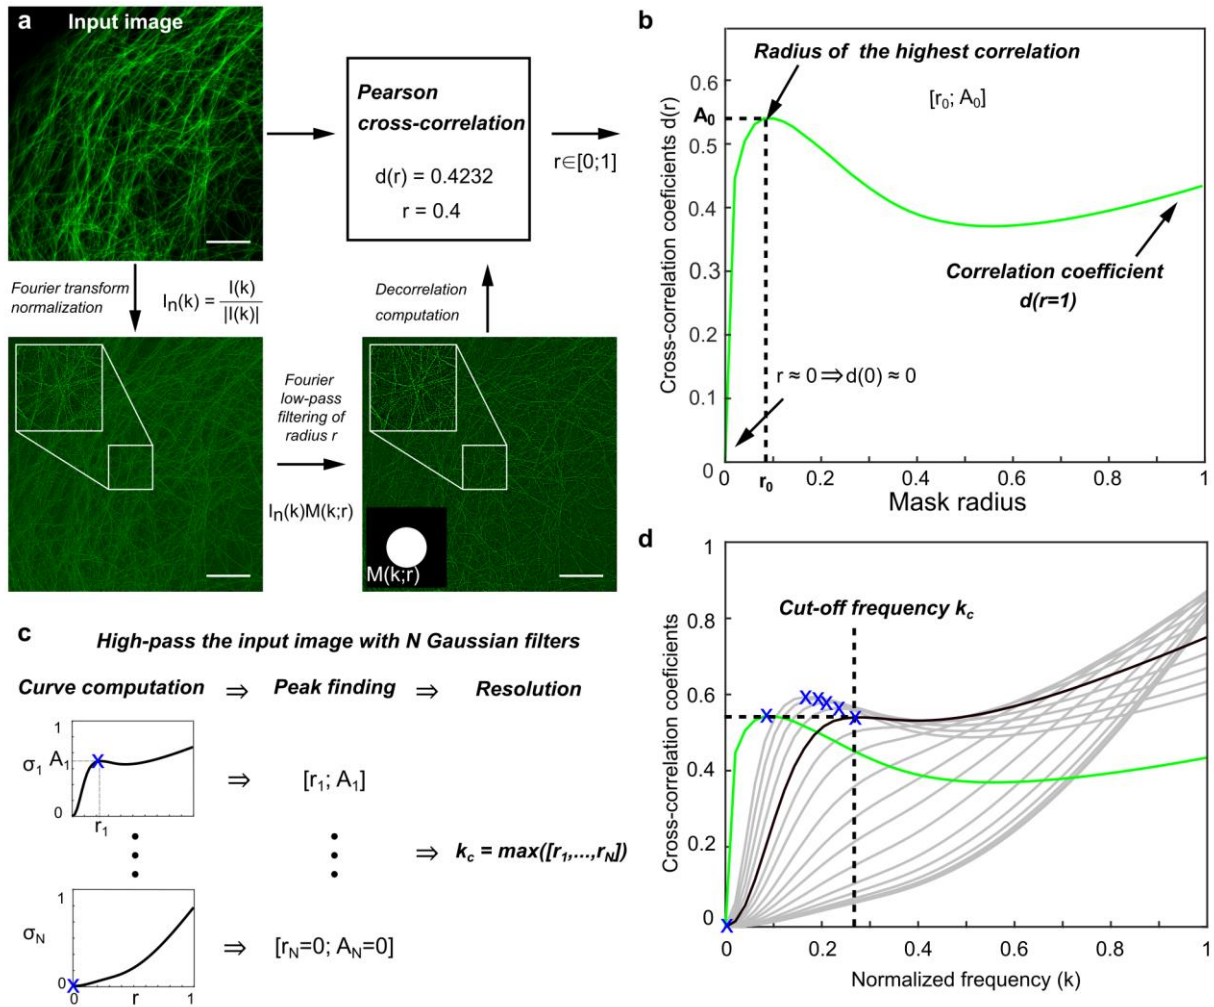 a
Input image
Pearson
cross-correlation
d(r) = 0.4232
r = 0.4
r∈[0;1]
Fourier transform
normalization
In(k) = I(k) / |I(k)|
Decorrelation
computation
Fourier
low-pass
filtering of
radius r
In(k)M(k;r)
M(k;r)
b
Radius of the highest correlation
[r0; A0]
A0
Correlation coefficient
d(r=1)
r ≈ 0 ⇒ d(0) ≈ 0
Cross-correlation coeficients d(r)
0.6
0.5
0.4
0.3
0.2
0.1
0
0
r0
0.2
0.4
0.6
0.8
1
Mask radius
c
High-pass the input image with N Gaussian filters
Curve computation ⇒ Peak finding ⇒ Resolution
1
σ1 A1
0
r1
⇒ [r1; A1]
⇒ kc = max([r1,...,rN])
1
σN
0
0 r 1
⇒ [rN=0; AN=0]
d
Cut-off frequency kc
Cross-correlation coeficients
1
0.8
0.6
0.4
0.2
0
0
0.2
0.4
0.6
0.8
1
Normalized frequency (k)